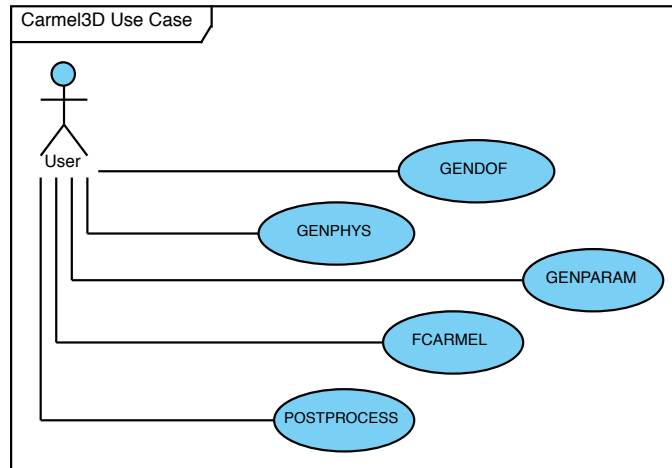 Carmel3D Use Case
User
GENDOF
GENPHYS
GENPARAM
FCARMEL
POSTPROCESS